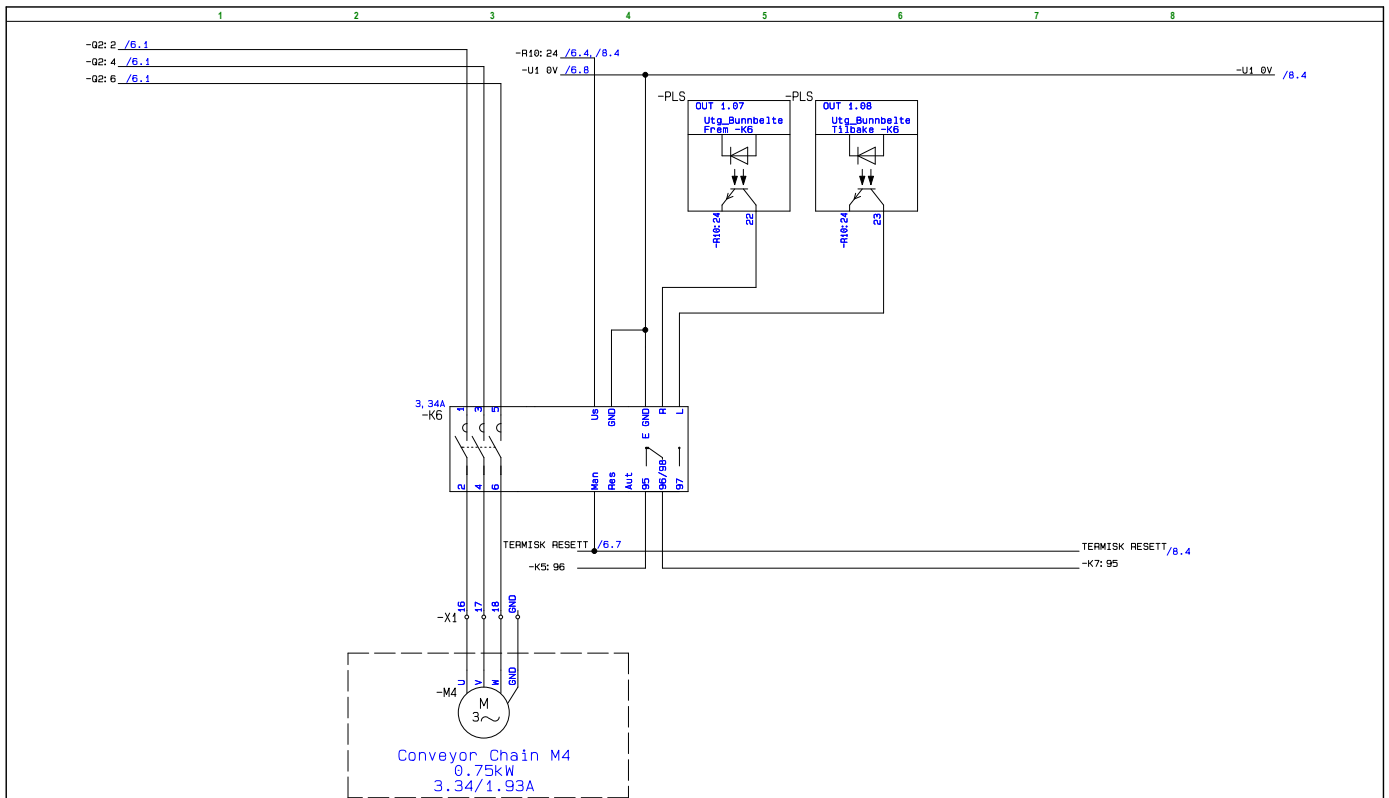 1 2 3 4 5 6 7 8
-Q2:2 /6.1
-Q2:4 /6.1
-Q2:6 /6.1
-R10:24 /6.4, /8.4
-U1 0V /6.8
-U1 0V /8.4
-PLS
OUT 1.07
Utg_Bunnbelte
Frem -K6
-R10:24
22
-PLS
OUT 1.08
Utg_Bunnbelte
Tilbake -K6
-R10:24
23
3,34A
-K6
1 3 5 Us GND E GND R L
2 4 6 Man Res Aut 95 96/98 97
TERMISK RESETT /6.7
TERMISK RESETT /8.4
-K5:96
-K7:95
-X1 16 17 18 GND
-M4 U V W GND
M
3~
Conveyor Chain M4
0.75kW
3.34/1.93A